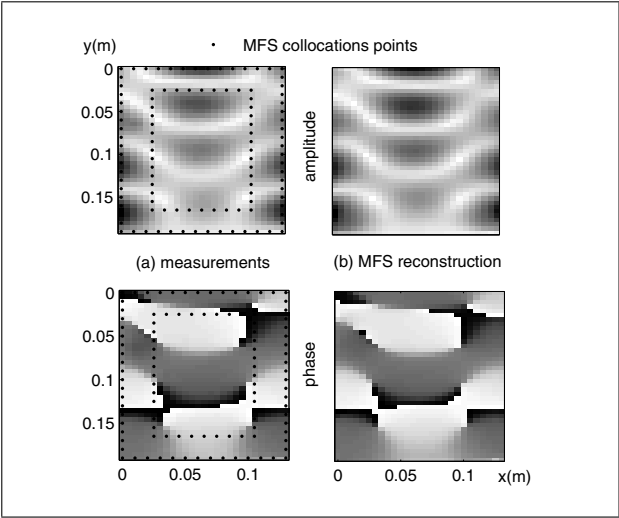 y(m)
MFS collocations points
0
0.05
0.1
0.15
amplitude
(a) measurements
(b) MFS reconstruction
0
0.05
0.1
0.15
phase
0
0.05
0.1
0
0.05
0.1
x(m)